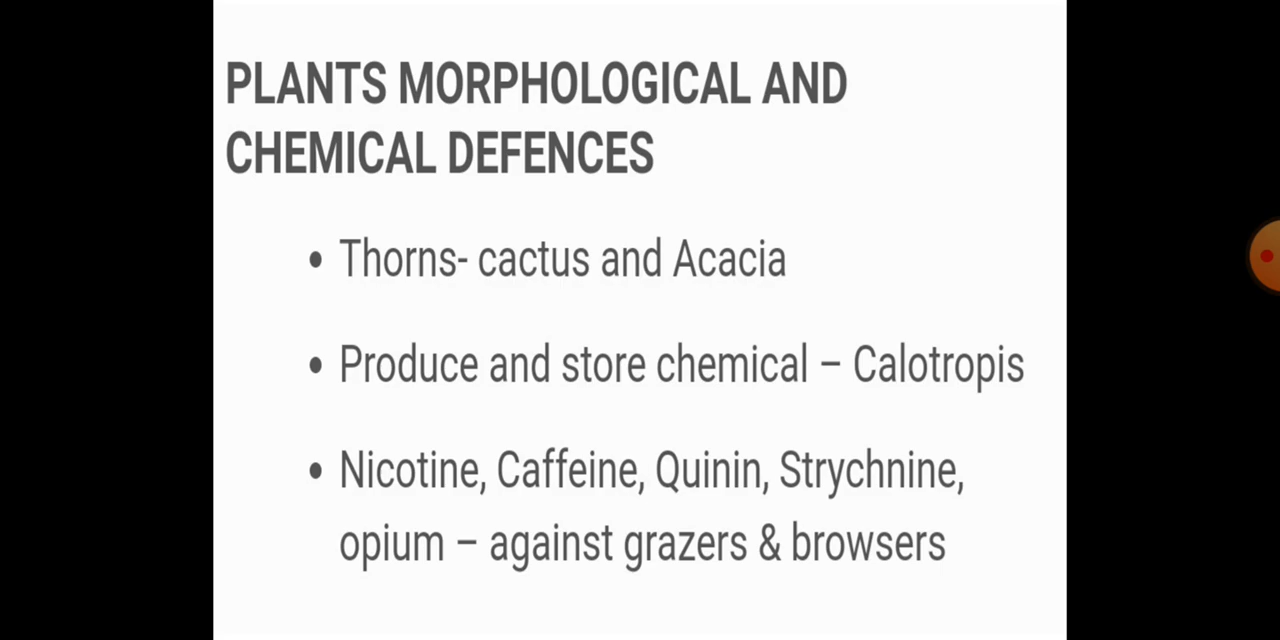 PLANTS MORPHOLOGICAL AND
CHEMICAL DEFENCES
• Thorns- cactus and Acacia
• Produce and store chemical – Calotropis
• Nicotine, Caffeine, Quinin, Strychnine,
opium – against grazers & browsers